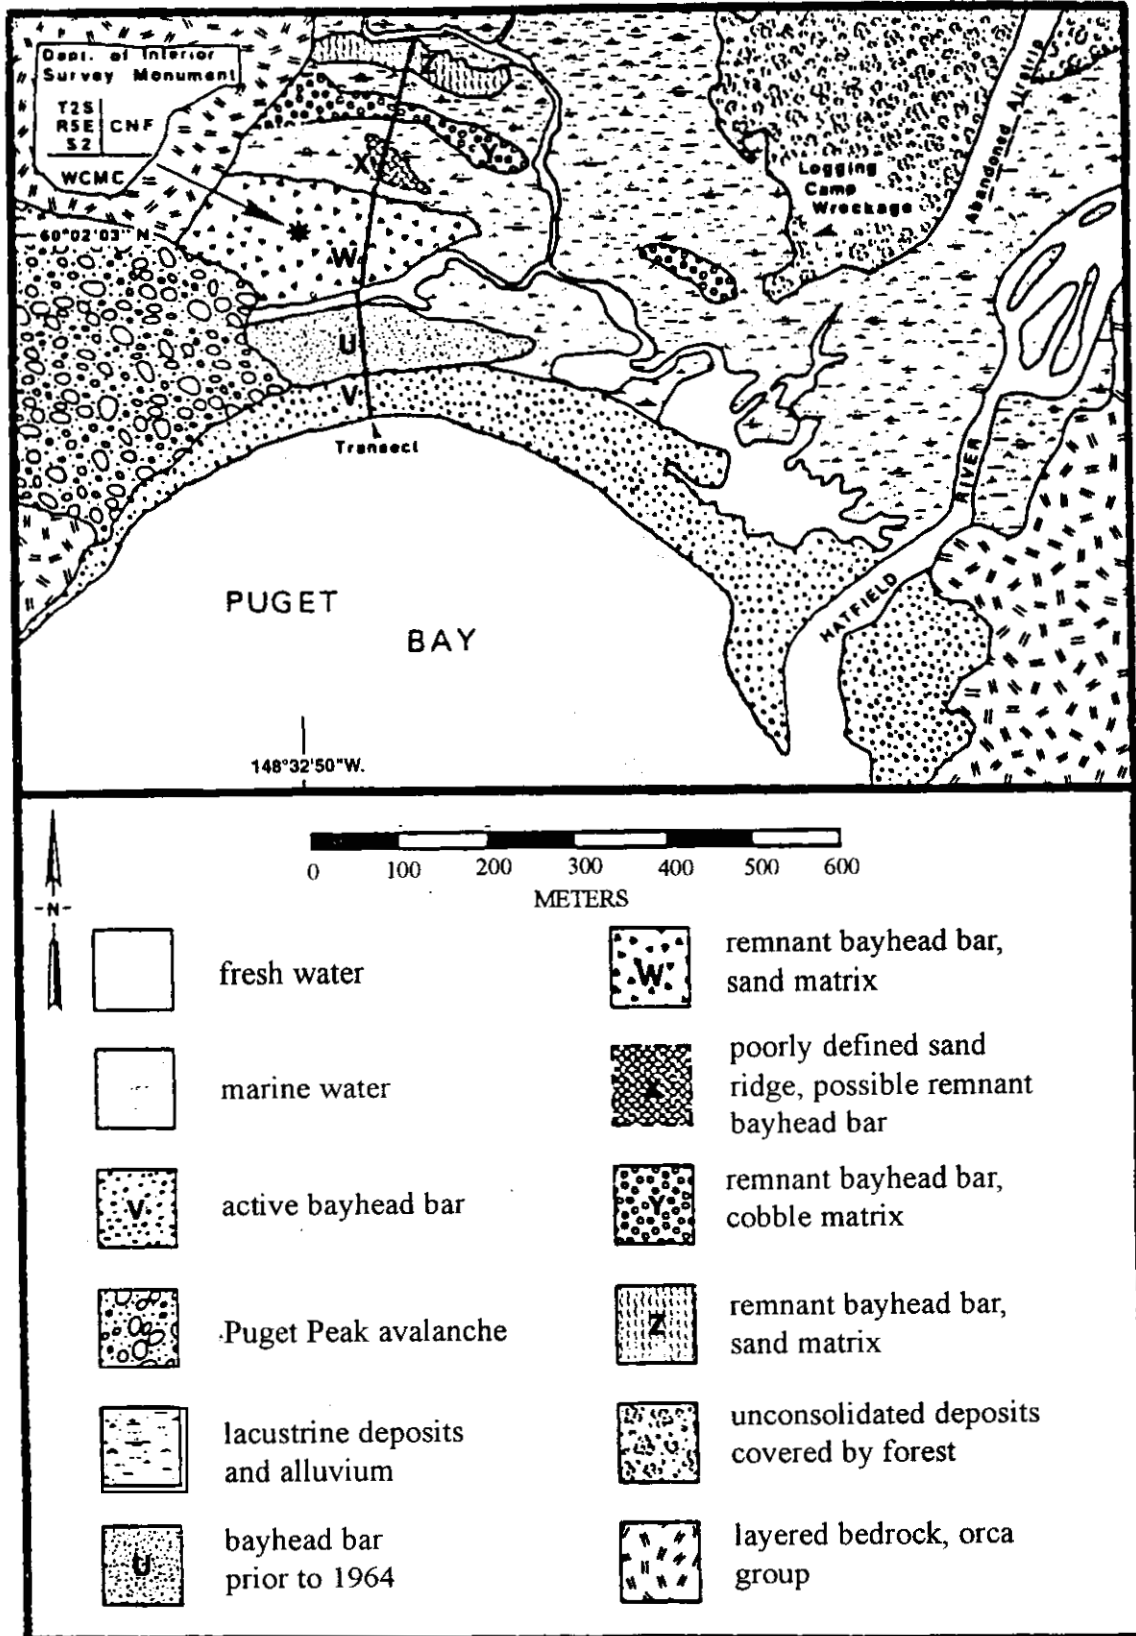 Dept. of Interior
Survey Monument
T2S
R5E CNF
S2
WCMC
60°02'03"N
Z
Y
X
W
U
V
Transect
Logging
Camp
Wreckage
Abandond Airstrip
RIVER
HATFIELD
PUGET
BAY
148°32'50"W.
-N-
0 100 200 300 400 500 600
METERS
fresh water
marine water
V
active bayhead bar
Puget Peak avalanche
lacustrine deposits
and alluvium
U
bayhead bar
prior to 1964
W
remnant bayhead bar,
sand matrix
poorly defined sand
ridge, possible remnant
bayhead bar
Y
remnant bayhead bar,
cobble matrix
Z
remnant bayhead bar,
sand matrix
unconsolidated deposits
covered by forest
layered bedrock, orca
group